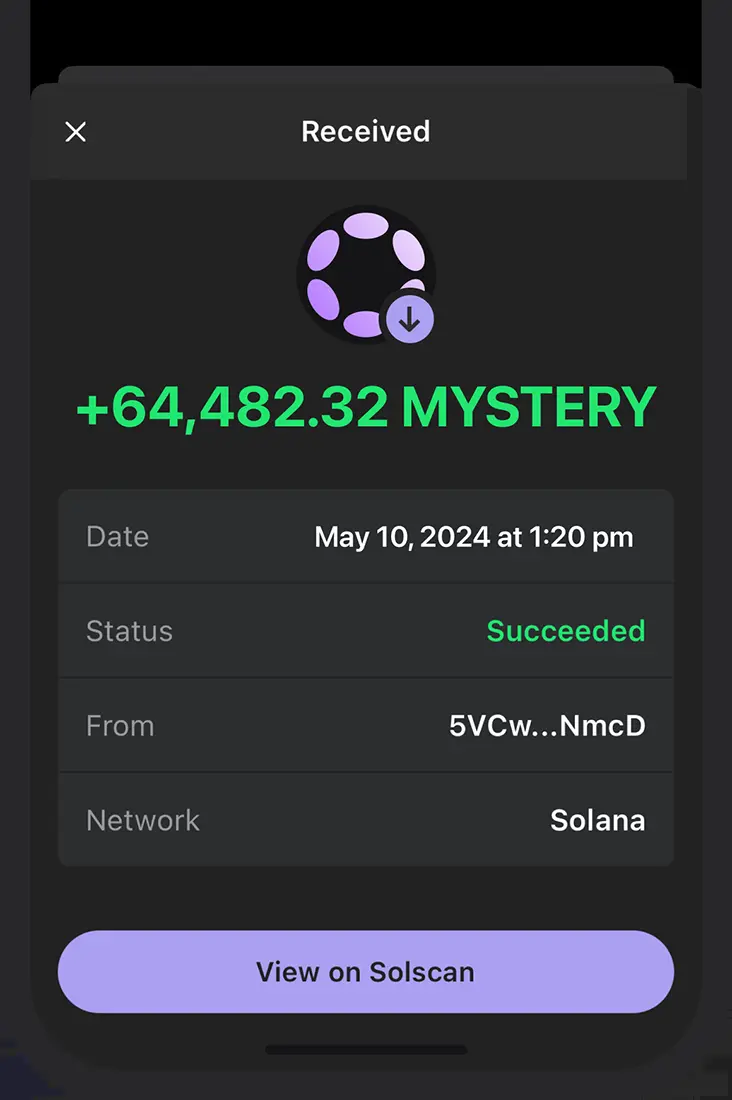 Received
+64,482.32 MYSTERY
Date May 10, 2024 at 1:20 pm
Status Succeeded
From 5VCw...NmcD
Network Solana
View on Solscan